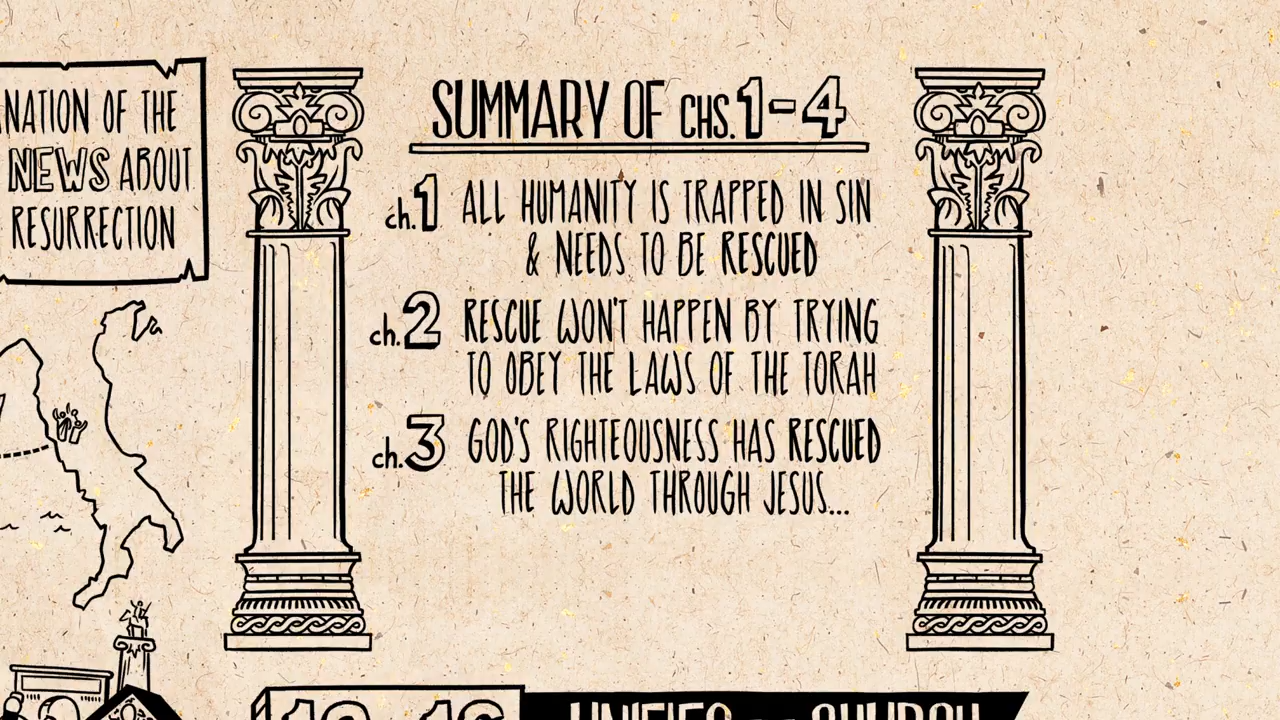 NATION OF THE
NEWS ABOUT
RESURRECTION
SUMMARY OF CHS. 1-4
ch. 1 ALL HUMANITY IS TRAPPED IN SIN
& NEEDS TO BE RESCUED
ch. 2 RESCUE WON'T HAPPEN BY TRYING
TO OBEY THE LAWS OF THE TORAH
ch. 3 GOD'S RIGHTEOUSNESS HAS RESCUED
THE WORLD THROUGH JESUS...